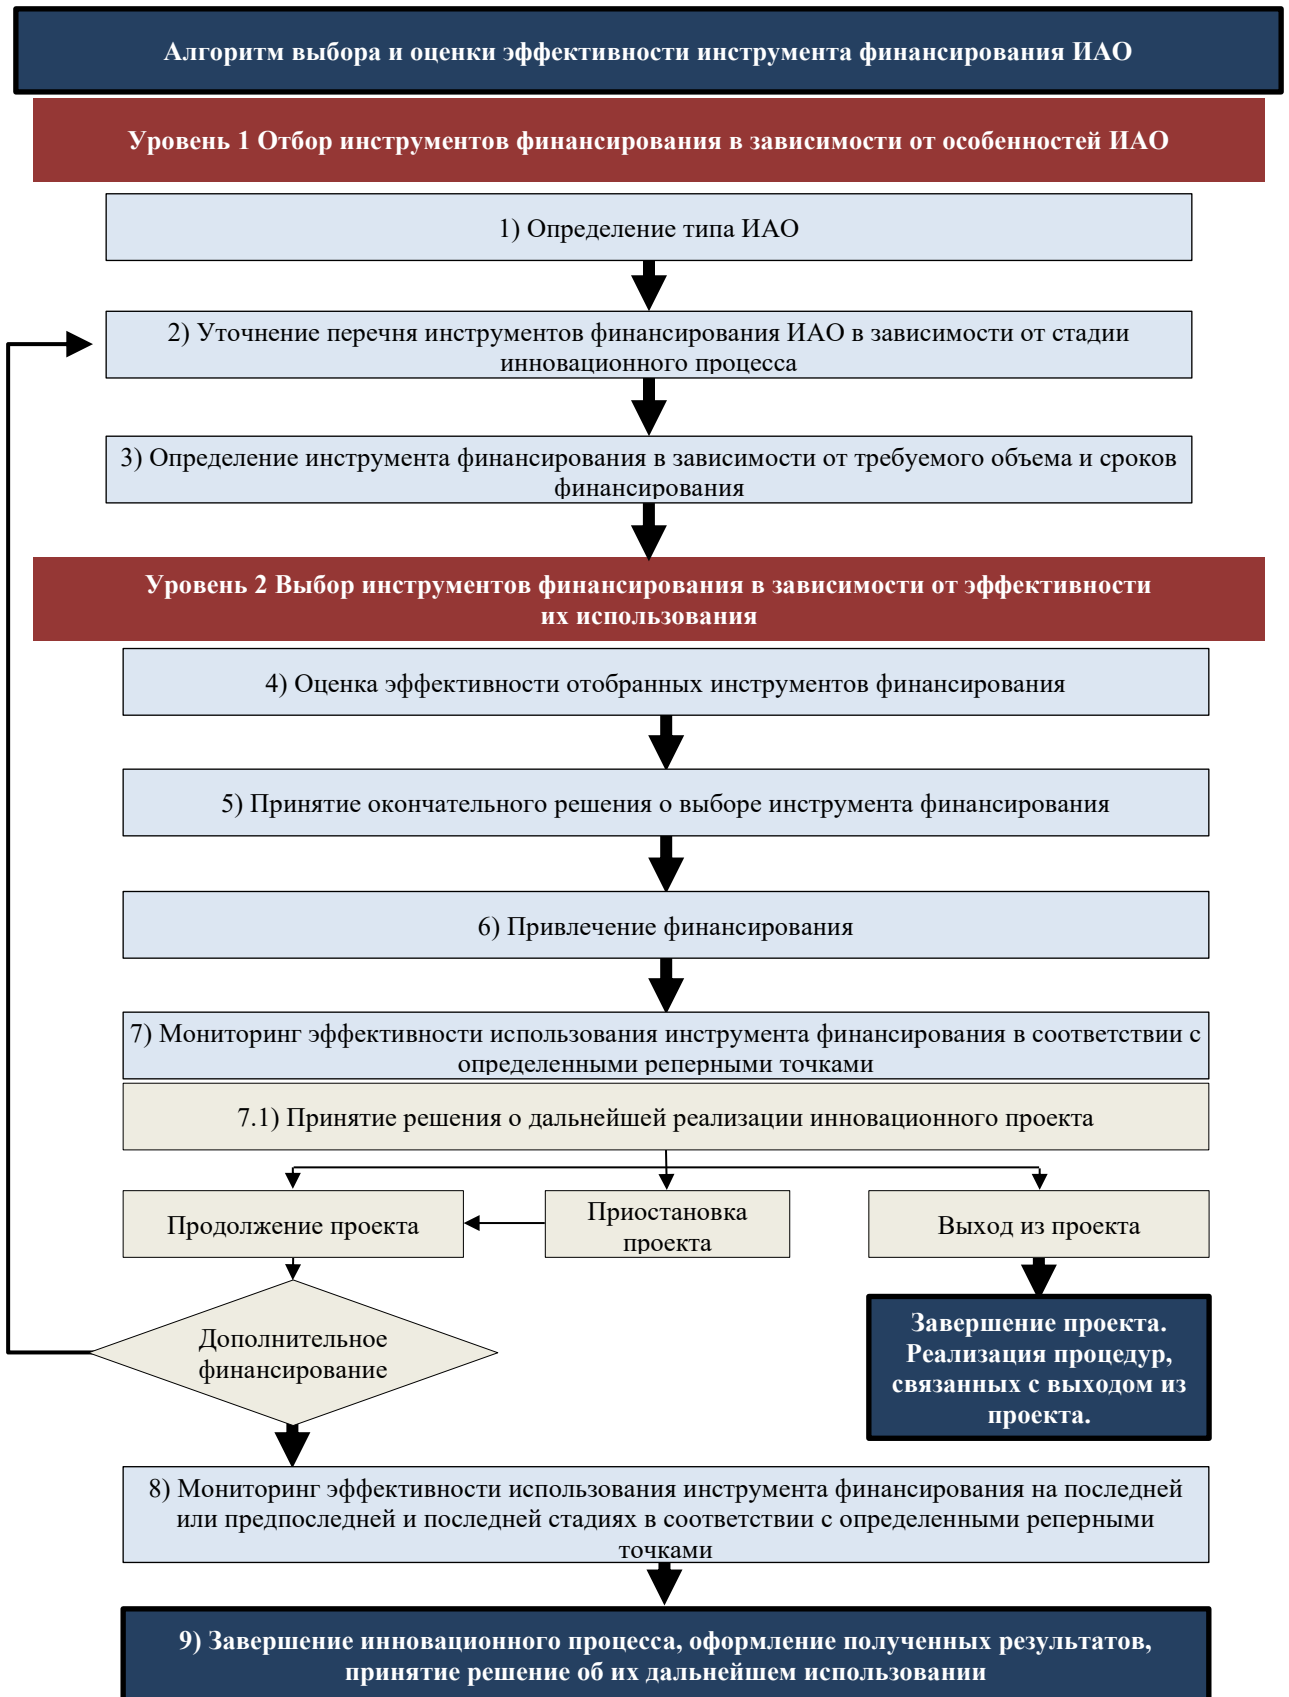 Алгоритм выбора и оценки эффективности инструмента финансирования ИАО
Уровень 1 Отбор инструментов финансирования в зависимости от особенностей ИАО
1) Определение типа ИАО
2) Уточнение перечня инструментов финансирования ИАО в зависимости от стадии
инновационного процесса
3) Определение инструмента финансирования в зависимости от требуемого объема и сроков
финансирования
Уровень 2 Выбор инструментов финансирования в зависимости от эффективности
их использования
4) Оценка эффективности отобранных инструментов финансирования
5) Принятие окончательного решения о выборе инструмента финансирования
6) Привлечение финансирования
7) Мониторинг эффективности использования инструмента финансирования в соответствии с
определенными реперными точками
7.1) Принятие решения о дальнейшей реализации инновационного проекта
Продолжение проекта
Приостановка
проекта
Выход из проекта
Дополнительное
финансирование
Завершение проекта.
Реализация процедур,
связанных с выходом из
проекта.
8) Мониторинг эффективности использования инструмента финансирования на последней
или предпоследней и последней стадиях в соответствии с определенными реперными
точками
9) Завершение инновационного процесса, оформление полученных результатов,
принятие решение об их дальнейшем использовании